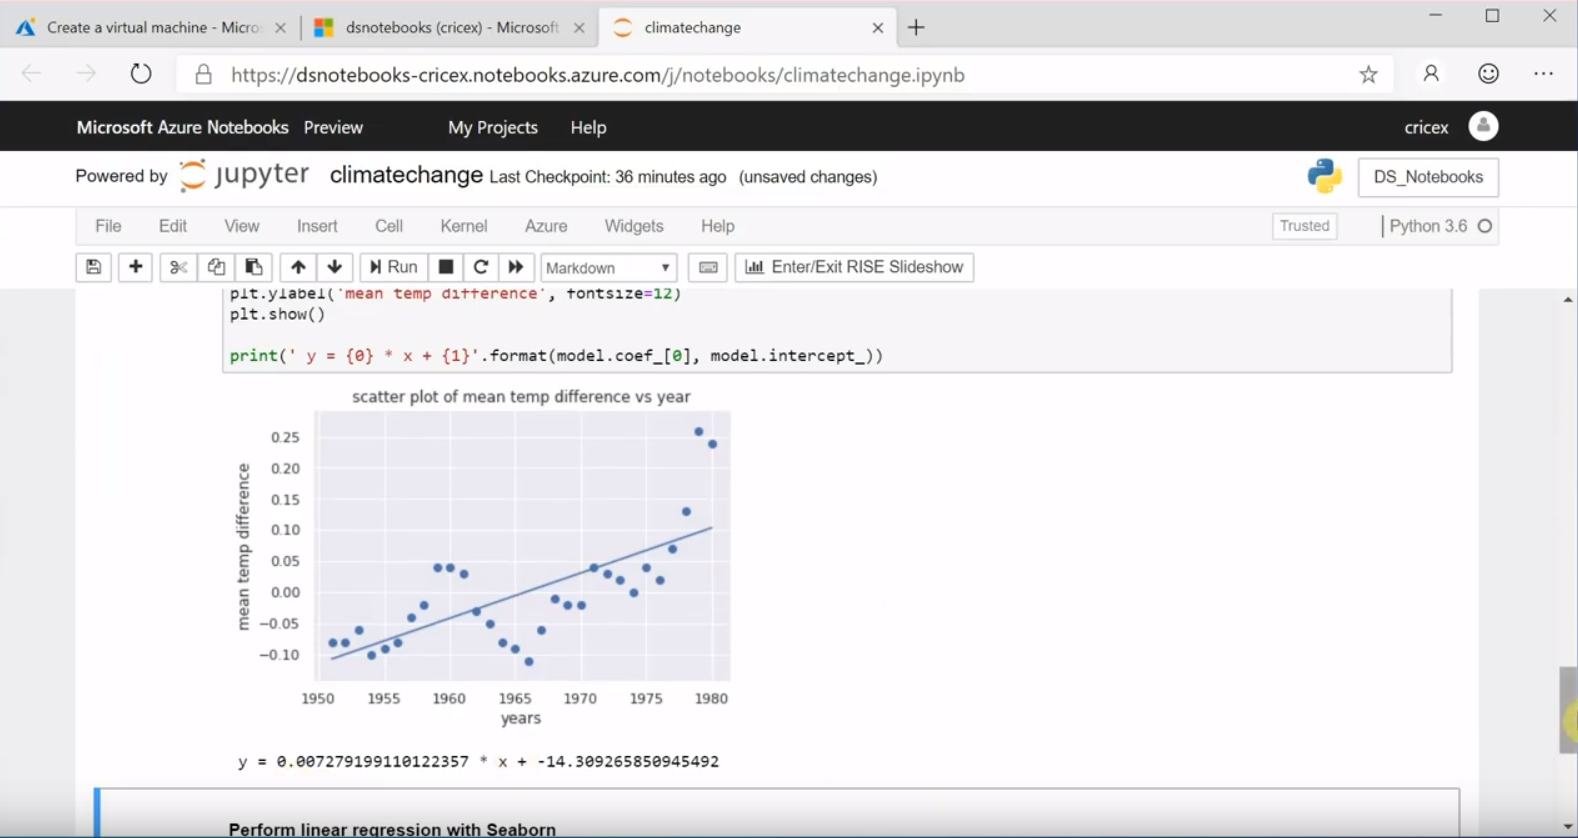 Create a virtual machine - Micro
dsnotebooks (cricex) - Microsoft
climatechange
https://dsnotebooks-cricex.notebooks.azure.com/j/notebooks/climatechange.ipynb
Microsoft Azure Notebooks Preview My Projects Help cricex
Powered by jupyter climatechange Last Checkpoint: 36 minutes ago (unsaved changes) DS_Notebooks
File Edit View Insert Cell Kernel Azure Widgets Help Trusted Python 3.6
Run Markdown Enter/Exit RISE Slideshow
plt.ylabel('mean temp difference', fontsize=12)
plt.show()
print(' y = {0} * x + {1}'.format(model.coef_[0], model.intercept_))
scatter plot of mean temp difference vs year
mean temp difference
0.25
0.20
0.15
0.10
0.05
0.00
−0.05
−0.10
1950 1955 1960 1965 1970 1975 1980
years
y = 0.007279199110122357 * x + -14.309265850945492
Perform linear regression with Seaborn